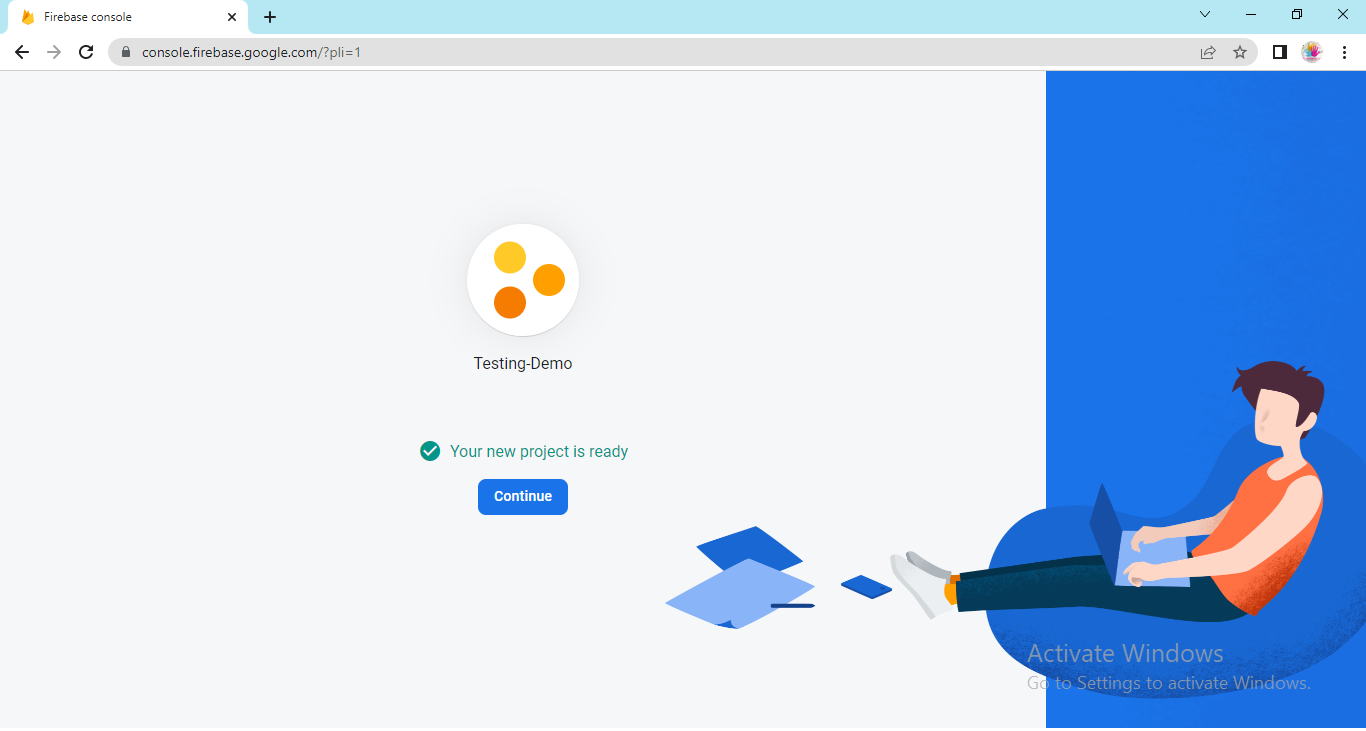 Firebase console
console.firebase.google.com/?pli=1
Testing-Demo
Your new project is ready
Continue
Activate Windows
Go to Settings to activate Windows.